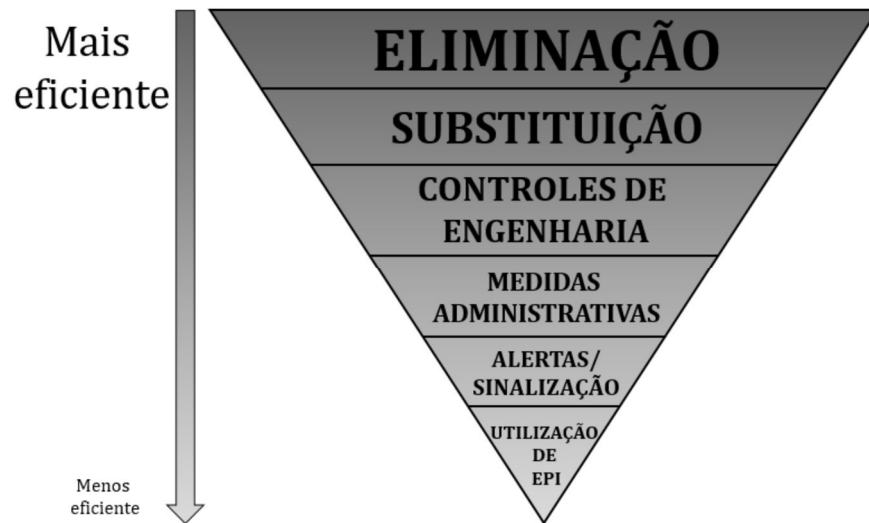 Mais
eficiente
ELIMINAÇÃO
SUBSTITUIÇÃO
CONTROLES DE
ENGENHARIA
MEDIDAS
ADMINISTRATIVAS
ALERTAS/
SINALIZAÇÃO
UTILIZAÇÃO
DE
EPI
Menos
eficiente